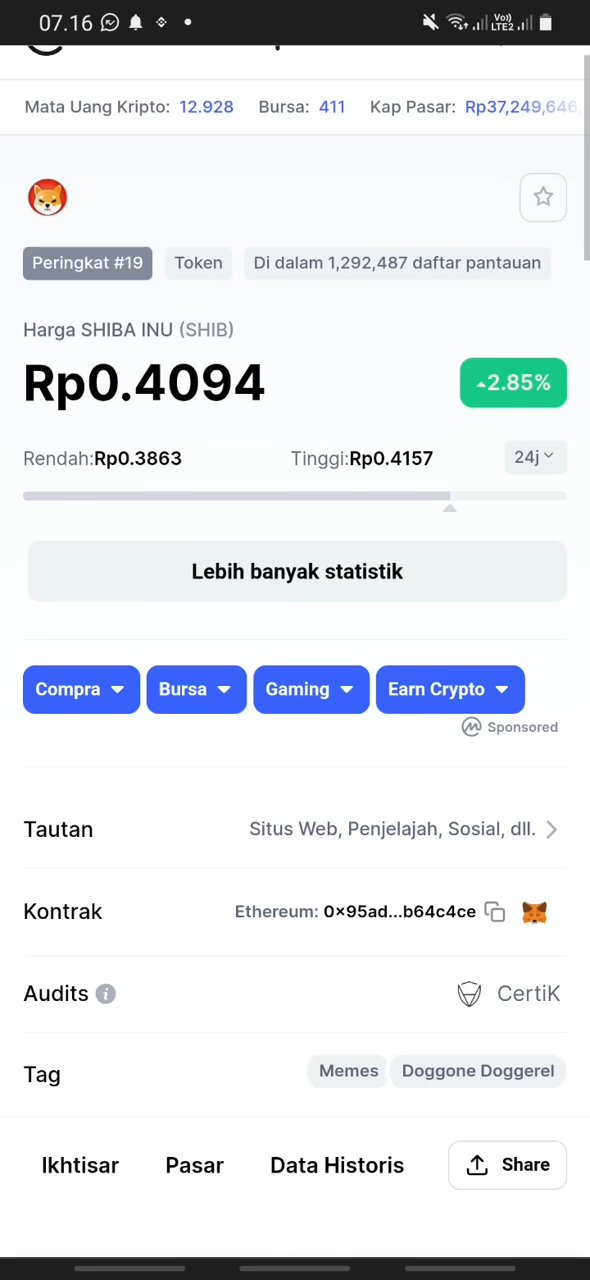 07.16
Vo))
LTE2
Mata Uang Kripto: 12.928 Bursa: 411 Kap Pasar: Rp37,249,646,
Peringkat #19 Token Di dalam 1,292,487 daftar pantauan
Harga SHIBA INU (SHIB)
Rp0.4094 2.85%
Rendah:Rp0.3863 Tinggi:Rp0.4157 24j
Lebih banyak statistik
Compra Bursa Gaming Earn Crypto
Sponsored
Tautan Situs Web, Penjelajah, Sosial, dll.
Kontrak Ethereum: 0x95ad...b64c4ce
Audits i CertiK
Tag Memes Doggone Doggerel
Ikhtisar Pasar Data Historis Share